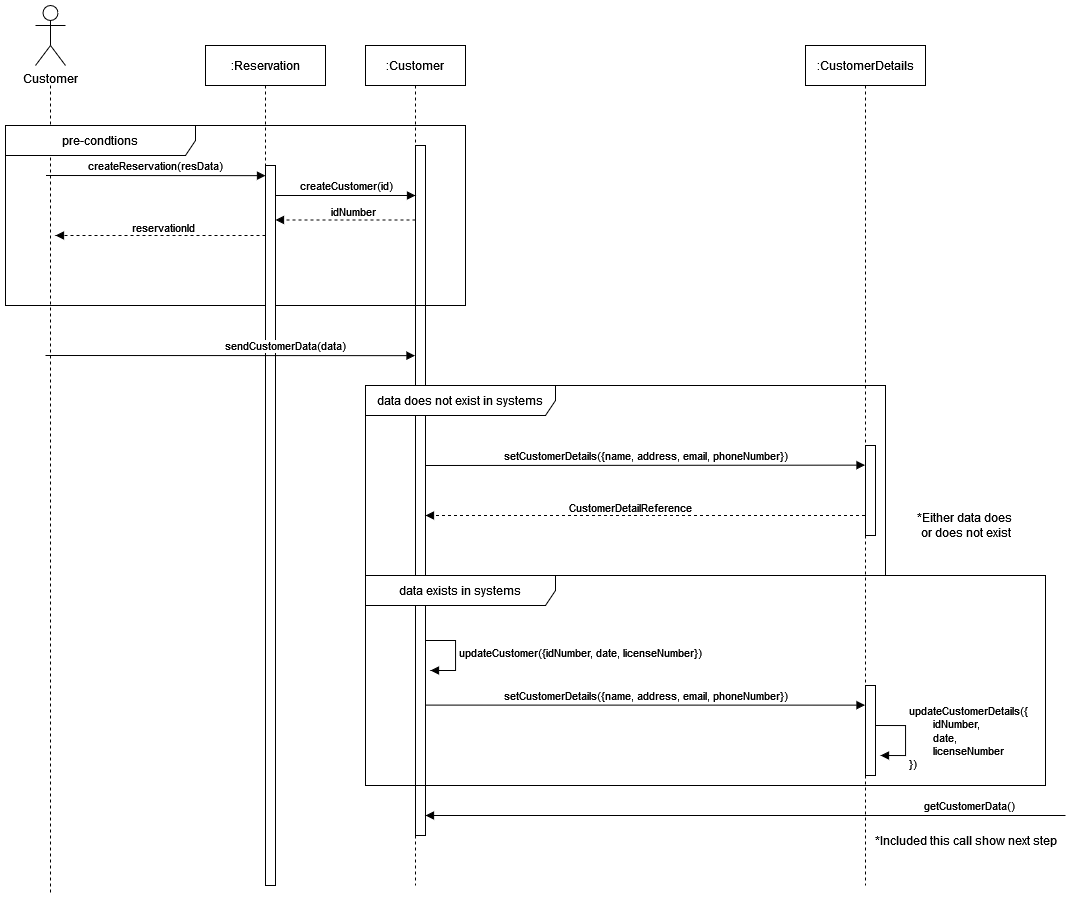 Customer
:Reservation
:Customer
:CustomerDetails
pre-condtions
createReservation(resData)
createCustomer(id)
idNumber
reservationId
sendCustomerData(data)
data does not exist in systems
setCustomerDetails({name, address, email, phoneNumber})
CustomerDetailReference
*Either data does
or does not exist
data exists in systems
updateCustomer({idNumber, date, licenseNumber})
setCustomerDetails({name, address, email, phoneNumber})
updateCustomerDetails({
idNumber,
date,
licenseNumber
})
getCustomerData()
*Included this call show next step